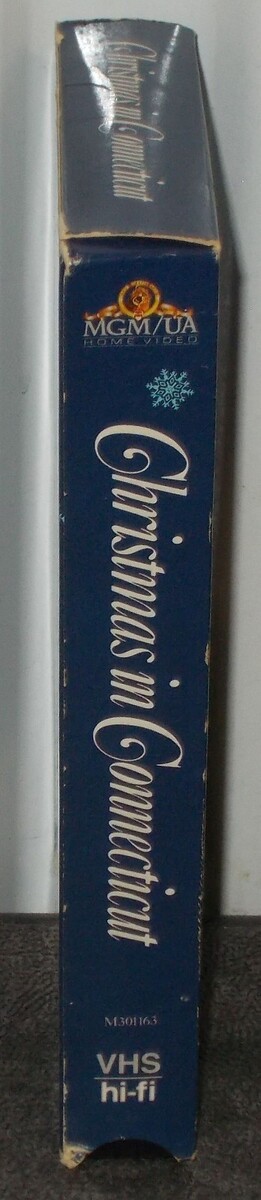 Christmas in Connecticut
MGM/UA
HOME VIDEO
Christmas in Connecticut
M301163
VHS
hi-fi